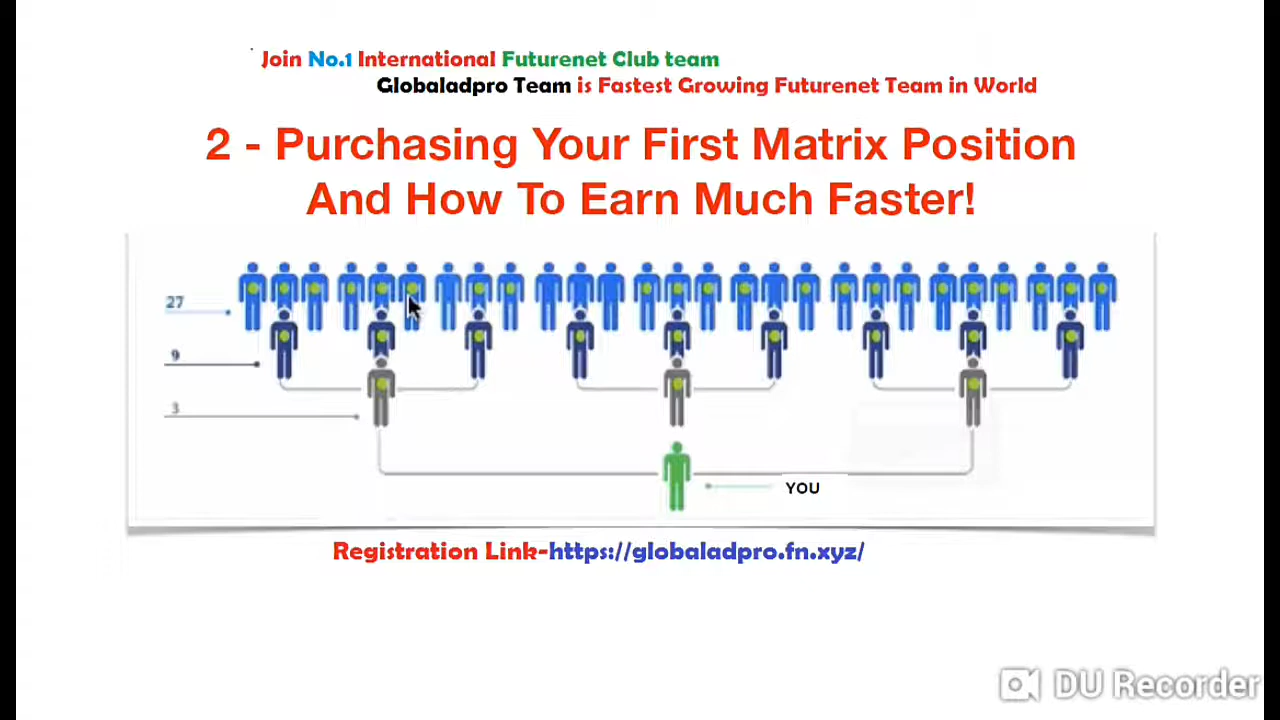 Join No.1 International Futurenet Club team
Globaladpro Team is Fastest Growing Futurenet Team in World
2 - Purchasing Your First Matrix Position
And How To Earn Much Faster!
27
9
3
YOU
Registration Link-https://globaladpro.fn.xyz/
DU Recorder